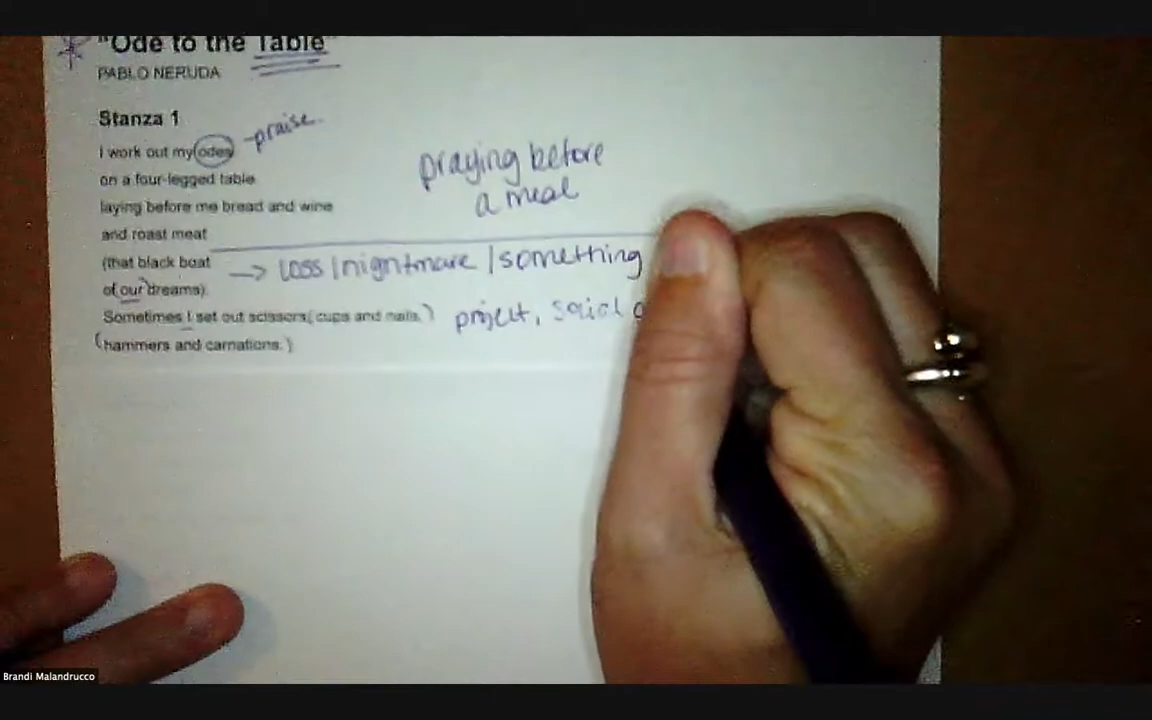 "Ode to the Table"
PABLO NERUDA
Stanza 1
I work out my odes -praise
on a four-legged table
laying before me bread and wine
and roast meat
praying before
a meal
(that black boat
of our dreams).
→ loss/nightmare/something
Sometimes I set out scissors, cups and nails,
hammers and carnations.
project, social
Brandi Malandrucco